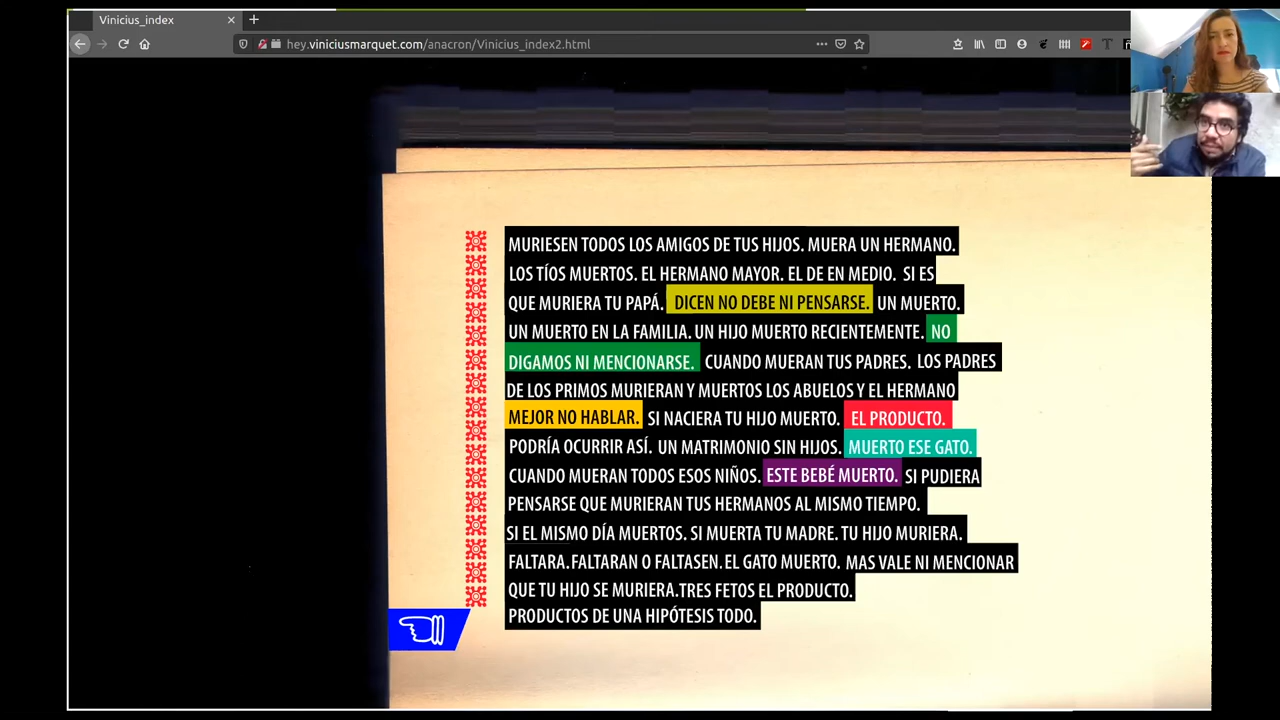 Vinicius_index
hey.viniciusmarquet.com/anacron/Vinicius_index2.html
MURIESEN TODOS LOS AMIGOS DE TUS HIJOS. MUERA UN HERMANO.
LOS TÍOS MUERTOS. EL HERMANO MAYOR. EL DE EN MEDIO. SI ES
QUE MURIERA TU PAPÁ. DICEN NO DEBE NI PENSARSE. UN MUERTO.
UN MUERTO EN LA FAMILIA. UN HIJO MUERTO RECIENTEMENTE. NO
DIGAMOS NI MENCIONARSE. CUANDO MUERAN TUS PADRES. LOS PADRES
DE LOS PRIMOS MURIERAN Y MUERTOS LOS ABUELOS Y EL HERMANO
MEJOR NO HABLAR. SI NACIERA TU HIJO MUERTO. EL PRODUCTO.
PODRÍA OCURRIR ASÍ. UN MATRIMONIO SIN HIJOS. MUERTO ESE GATO.
CUANDO MUERAN TODOS ESOS NIÑOS. ESTE BEBÉ MUERTO. SI PUDIERA
PENSARSE QUE MURIERAN TUS HERMANOS AL MISMO TIEMPO.
SI EL MISMO DÍA MUERTOS. SI MUERTA TU MADRE. TU HIJO MURIERA.
FALTARA. FALTARAN O FALTASEN. EL GATO MUERTO. MAS VALE NI MENCIONAR
QUE TU HIJO SE MURIERA. TRES FETOS EL PRODUCTO.
PRODUCTOS DE UNA HIPÓTESIS TODO.